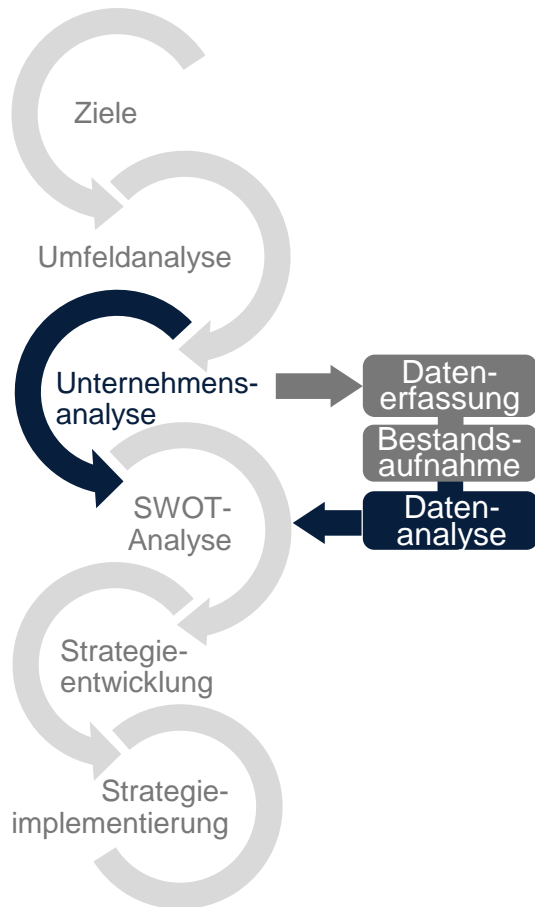 Ziele
Umfeldanalyse
Unternehmens-
analyse
Daten-
erfassung
Bestands-
aufnahme
Daten-
analyse
SWOT-
Analyse
Strategie-
entwicklung
Strategie-
implementierung